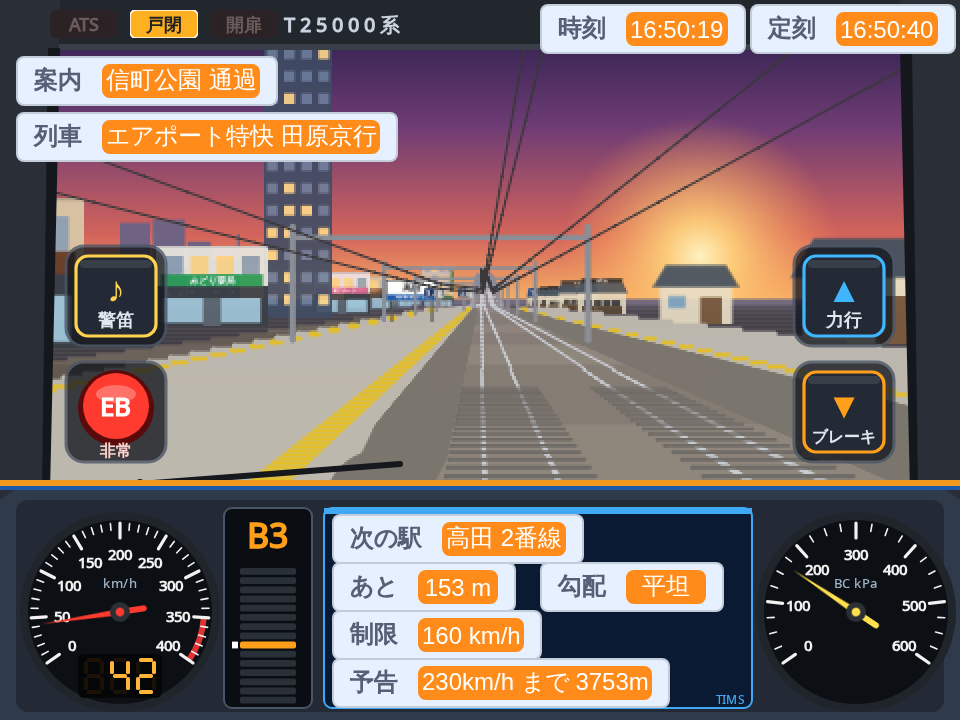 ATS 戸閉 開扉 T25000系
時刻 16:50:19 定刻 16:50:40
案内 信町公園 通過
列車 エアポート特快 田原京行
みどり薬局
♪
警笛
▲
力行
EB
非常
▼
ブレーキ
km/h
0 50 100 150 200 250 300 350 400
42
B3
次の駅 高田 2番線
あと 153 m 勾配 平坦
制限 160 km/h
予告 230km/h まで 3753m
TIMS
BC kPa
0 100 200 300 400 500 600